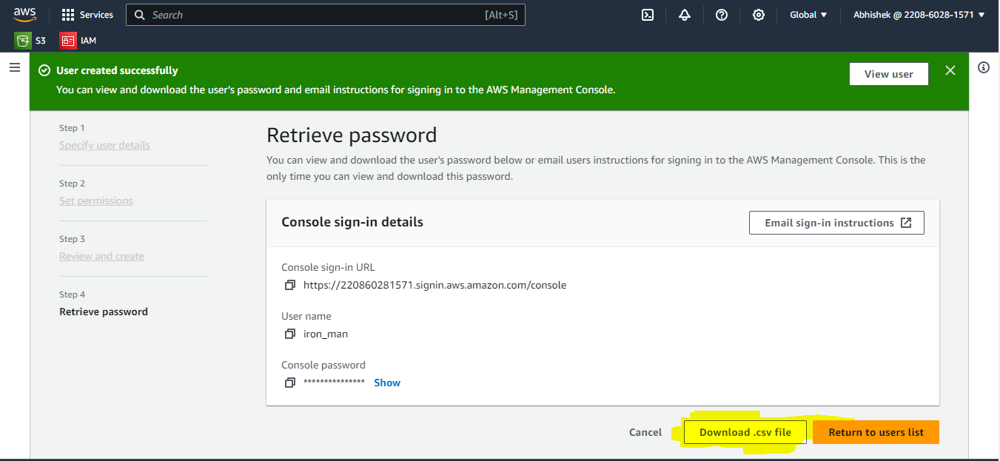 aws
Services
Search
[Alt+S]
Global
Abhishek @ 2208-6028-1571
S3
IAM
User created successfully
You can view and download the user's password and email instructions for signing in to the AWS Management Console.
View user
Step 1
Specify user details
Step 2
Set permissions
Step 3
Review and create
Step 4
Retrieve password
Retrieve password
You can view and download the user's password below or email users instructions for signing in to the AWS Management Console. This is the
only time you can view and download this password.
Console sign-in details
Email sign-in instructions
Console sign-in URL
https://220860281571.signin.aws.amazon.com/console
User name
iron_man
Console password
*************** Show
Cancel
Download .csv file
Return to users list